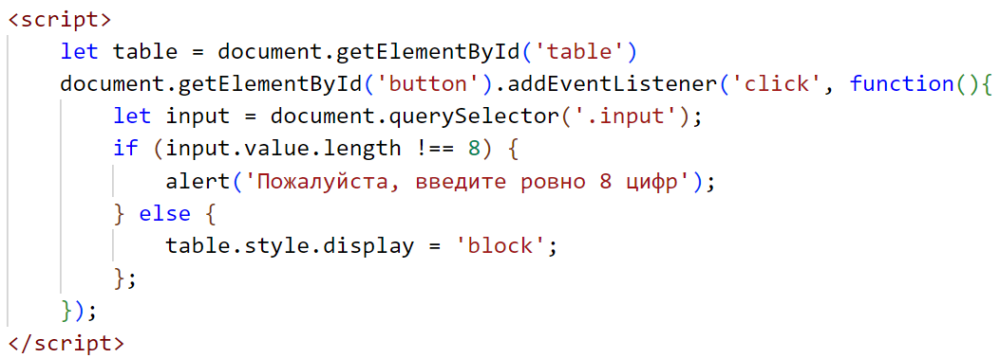 <script>
let table = document.getElementById('table')
document.getElementById('button').addEventListener('click', function(){
let input = document.querySelector('.input');
if (input.value.length !== 8) {
alert('Пожалуйста, введите ровно 8 цифр');
} else {
table.style.display = 'block';
};
});
</script>